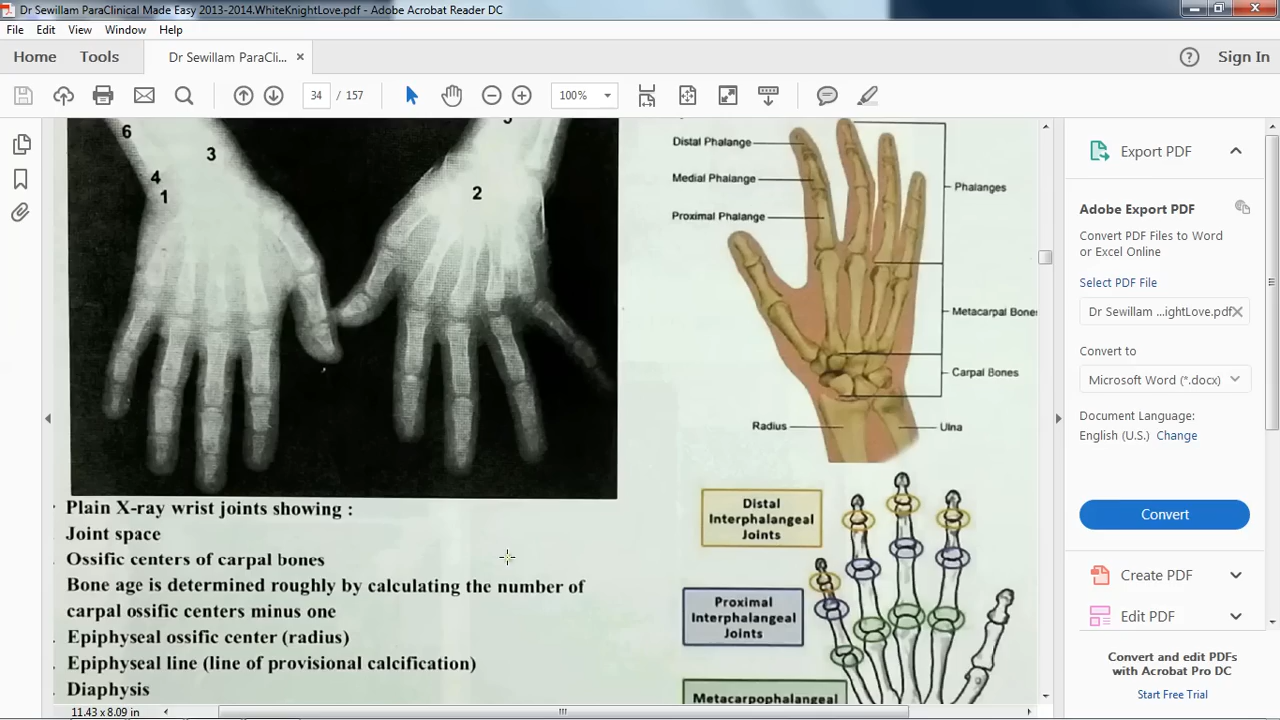 Dr Sewillam ParaClinical Made Easy 2013-2014.WhiteKnightLove.pdf - Adobe Acrobat Reader DC
File Edit View Window Help
Home Tools Dr Sewillam ParaCli... × Sign In
34 / 157 100%
6
3
4
1
2
Distal Phalange
Medial Phalange
Proximal Phalange
Phalanges
Metacarpal Bone
Carpal Bones
Radius
Ulna
Plain X-ray wrist joints showing :
Joint space
Ossific centers of carpal bones
Bone age is determined roughly by calculating the number of
carpal ossific centers minus one
Epiphyseal ossific center (radius)
Epiphyseal line (line of provisional calcification)
Diaphysis
Distal
Interphalangeal
Joints
Proximal
Interphalangeal
Joints
Metacarpophalangeal
11.43 x 8.09 in
Export PDF
Adobe Export PDF
Convert PDF Files to Word
or Excel Online
Select PDF File
Dr Sewillam ...ightLove.pdf
Convert to
Microsoft Word (*.docx)
Document Language:
English (U.S.) Change
Convert
Create PDF
Edit PDF
Convert and edit PDFs
with Acrobat Pro DC
Start Free Trial